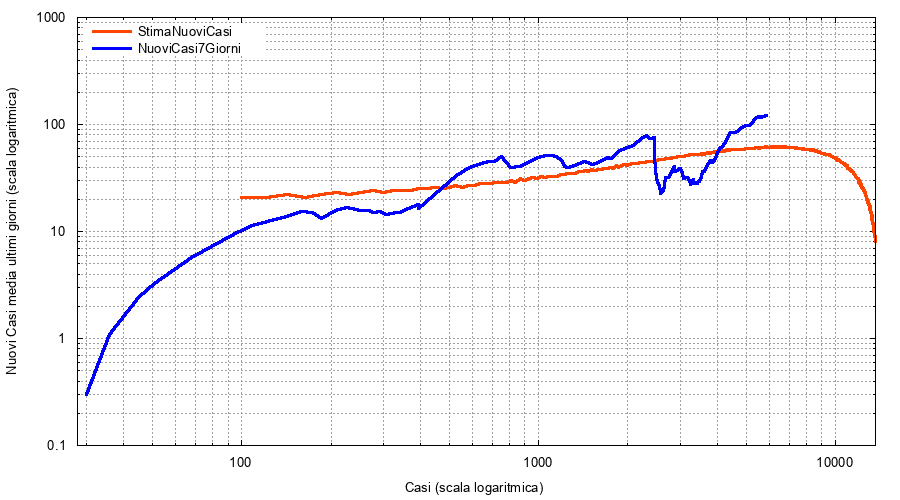 1000
StimaNuoviCasi
NuoviCasi7Giorni
100
10
1
0.1
100
1000
10000
Nuovi Casi media ultimi giorni (scala logaritmica)
Casi (scala logaritmica)